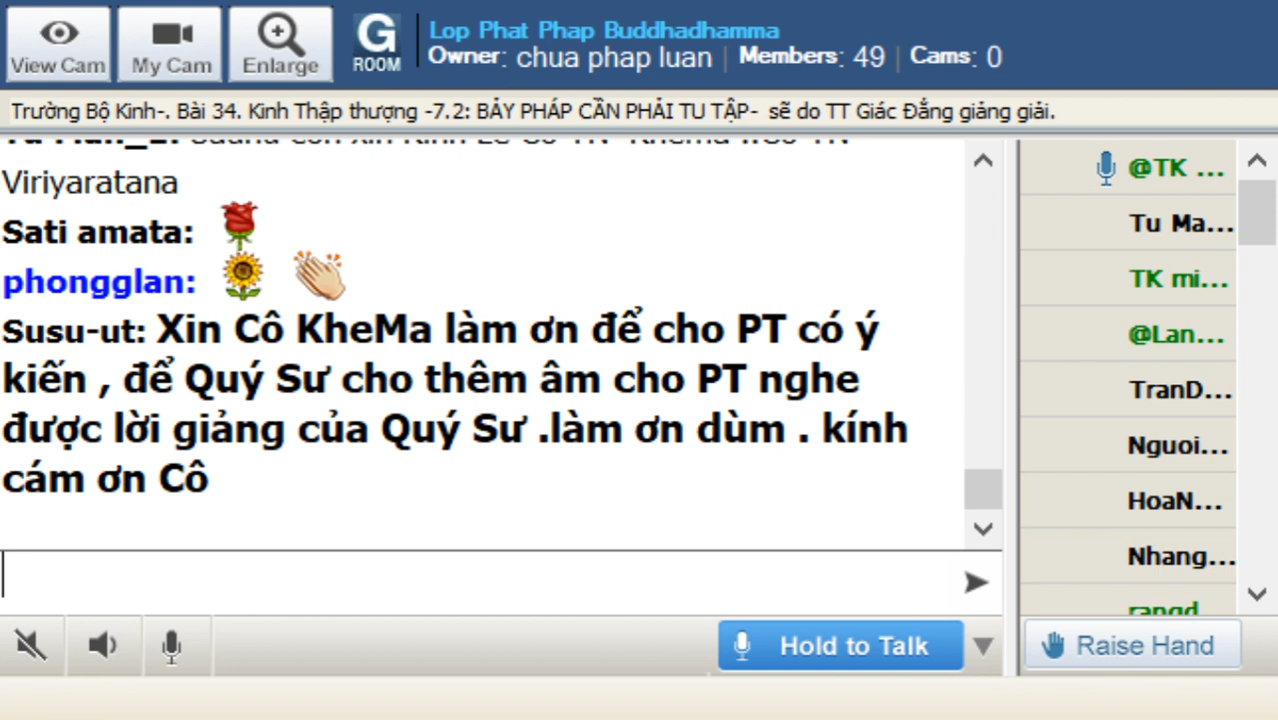 View Cam
My Cam
Enlarge
G
ROOM
Lop Phat Phap Buddhadhamma
Owner: chua phap luan | Members: 49 | Cams: 0
Trường Bộ Kinh-. Bài 34. Kinh Thập thượng -7.2: BẢY PHÁP CẦN PHẢI TU TẬP- sẽ do TT Giác Đẳng giảng giải.
Viriyaratana
Sati amata:
phongglan:
Susu-ut: Xin Cô KheMa làm ơn để cho PT có ý
kiến , để Quý Sư cho thêm âm cho PT nghe
được lời giảng của Quý Sư .làm ơn dùm . kính
cám ơn Cô
@TK ...
Tu Ma...
TK mi...
@Lan...
TranD...
Nguoi...
HoaN...
Nhang...
Hold to Talk
Raise Hand